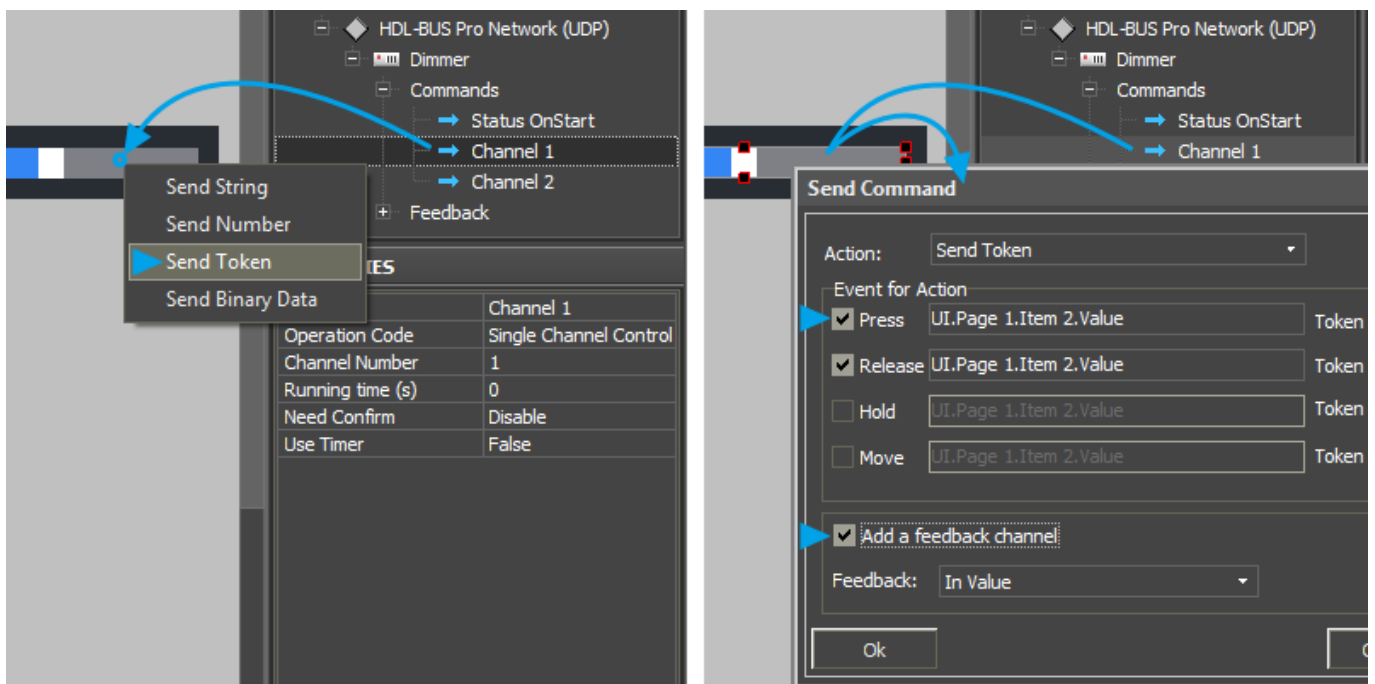 HDL-BUS Pro Network (UDP)
Dimmer
Commands
Status OnStart
Channel 1
Channel 2
Feedback
Send String
Send Number
Send Token
Send Binary Data
IES
Channel 1
Operation Code Single Channel Control
Channel Number 1
Running time (s) 0
Need Confirm Disable
Use Timer False
HDL-BUS Pro Network (UDP)
Dimmer
Commands
Status OnStart
Channel 1
Send Command
Action: Send Token
Event for Action
Press UI.Page 1.Item 2.Value Token
Release UI.Page 1.Item 2.Value Token
Hold UI.Page 1.Item 2.Value Token
Move UI.Page 1.Item 2.Value Token
Add a feedback channel
Feedback: In Value
Ok